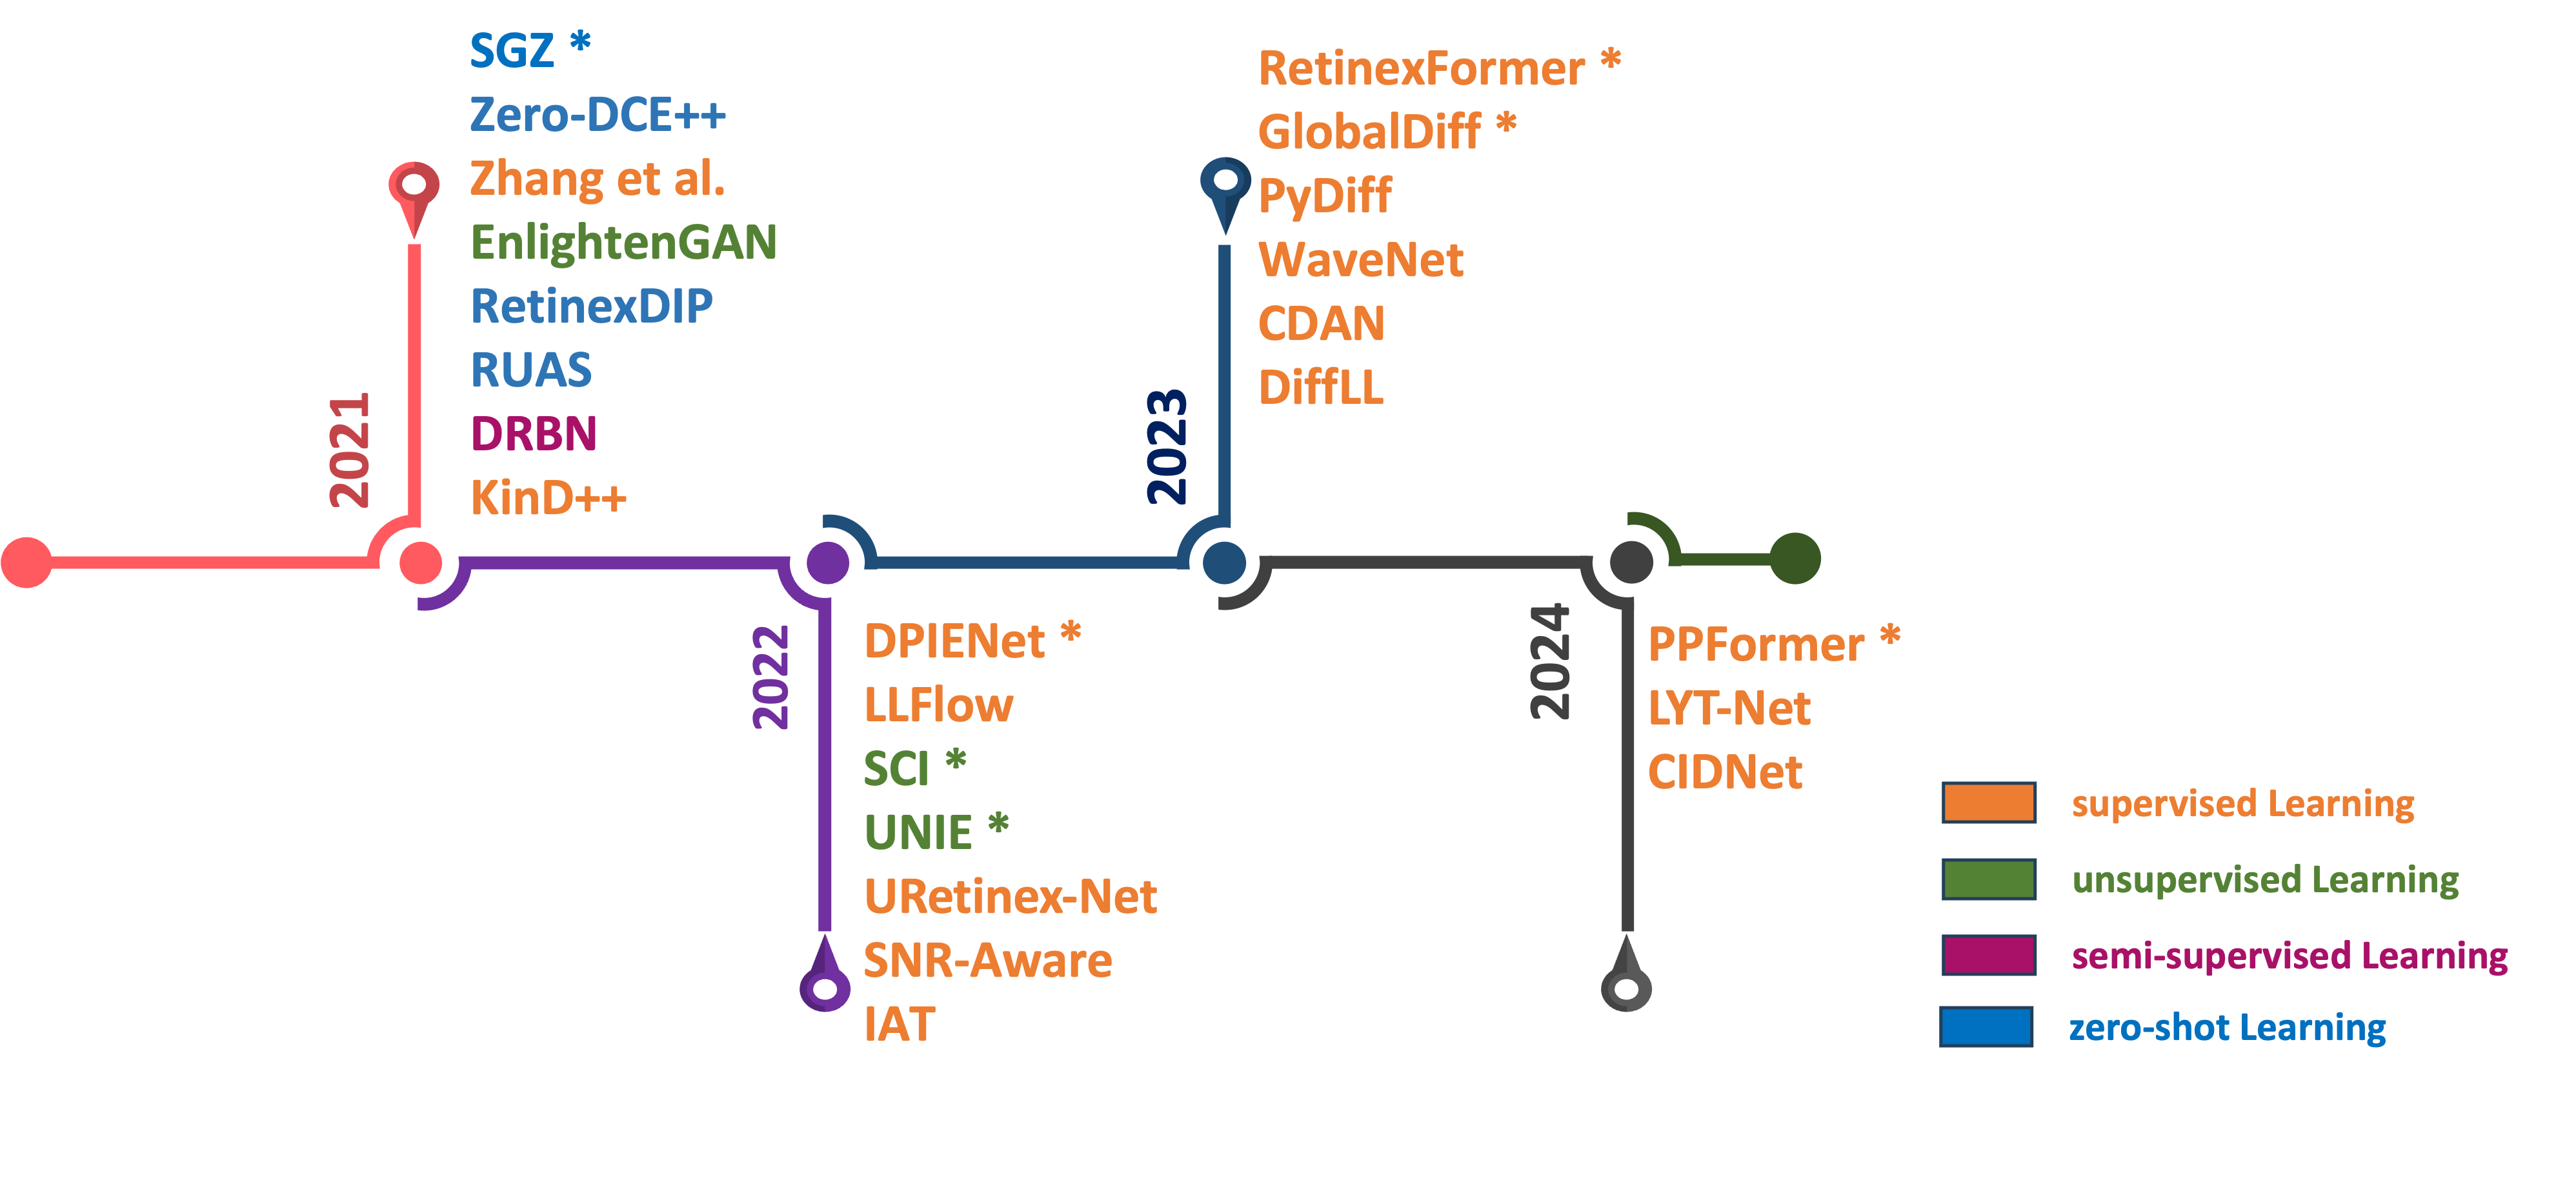 2021
SGZ *
Zero-DCE++
Zhang et al.
EnlightenGAN
RetinexDIP
RUAS
DRBN
KinD++
2022
DPIENet *
LLFlow
SCI *
UNIE *
URetinex-Net
SNR-Aware
IAT
2023
RetinexFormer *
GlobalDiff *
PyDiff
WaveNet
CDAN
DiffLL
2024
PPFormer *
LYT-Net
CIDNet
supervised Learning
unsupervised Learning
semi-supervised Learning
zero-shot Learning